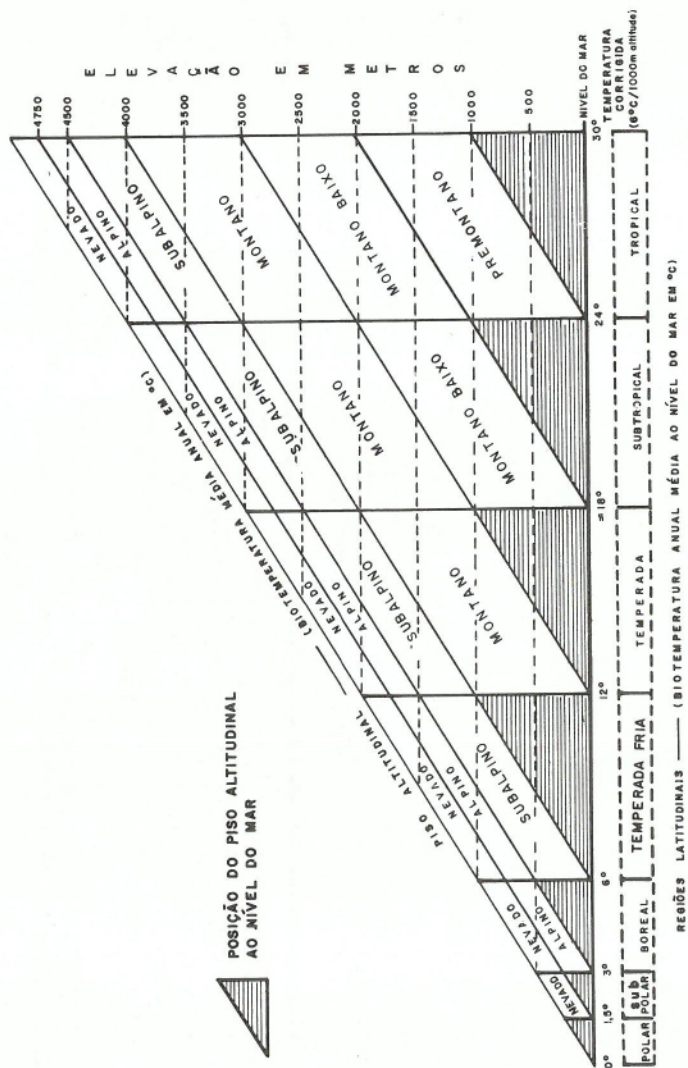 E L E V A Ç Ã O E M M E T R O S
4750
4500
4000
3500
3000
2500
2000
1500
1000
500
NIVEL DO MAR
TEMPERATURA
CORRIGIDA
(6°C/1000m altitude)
NEVADO
ALPINO
SUBALPINO
MONTANO
MONTANO BAIXO
PREMONTANO
NEVADO
ALPINO
SUBALPINO
MONTANO
MONTANO BAIXO
NEVADO
ALPINO
SUBALPINO
MONTANO
NEVADO
ALPINO
SUBALPINO
NEVADO
ALPINO
NEVADO
PISO ALTITUDINAL —— (BIOTEMPERATURA MÉDIA ANUAL EM °C)
POSIÇÃO DO PISO ALTITUDINAL
AO NÍVEL DO MAR
0° 1,5° 3° 6° 12° 18° 24° 30°
POLAR
sub
POLAR
BOREAL
TEMPERADA FRIA
TEMPERADA
SUBTROPICAL
TROPICAL
REGIÕES LATITUDINAIS —— (BIOTEMPERATURA ANUAL MÉDIA AO NÍVEL DO MAR EM °C)